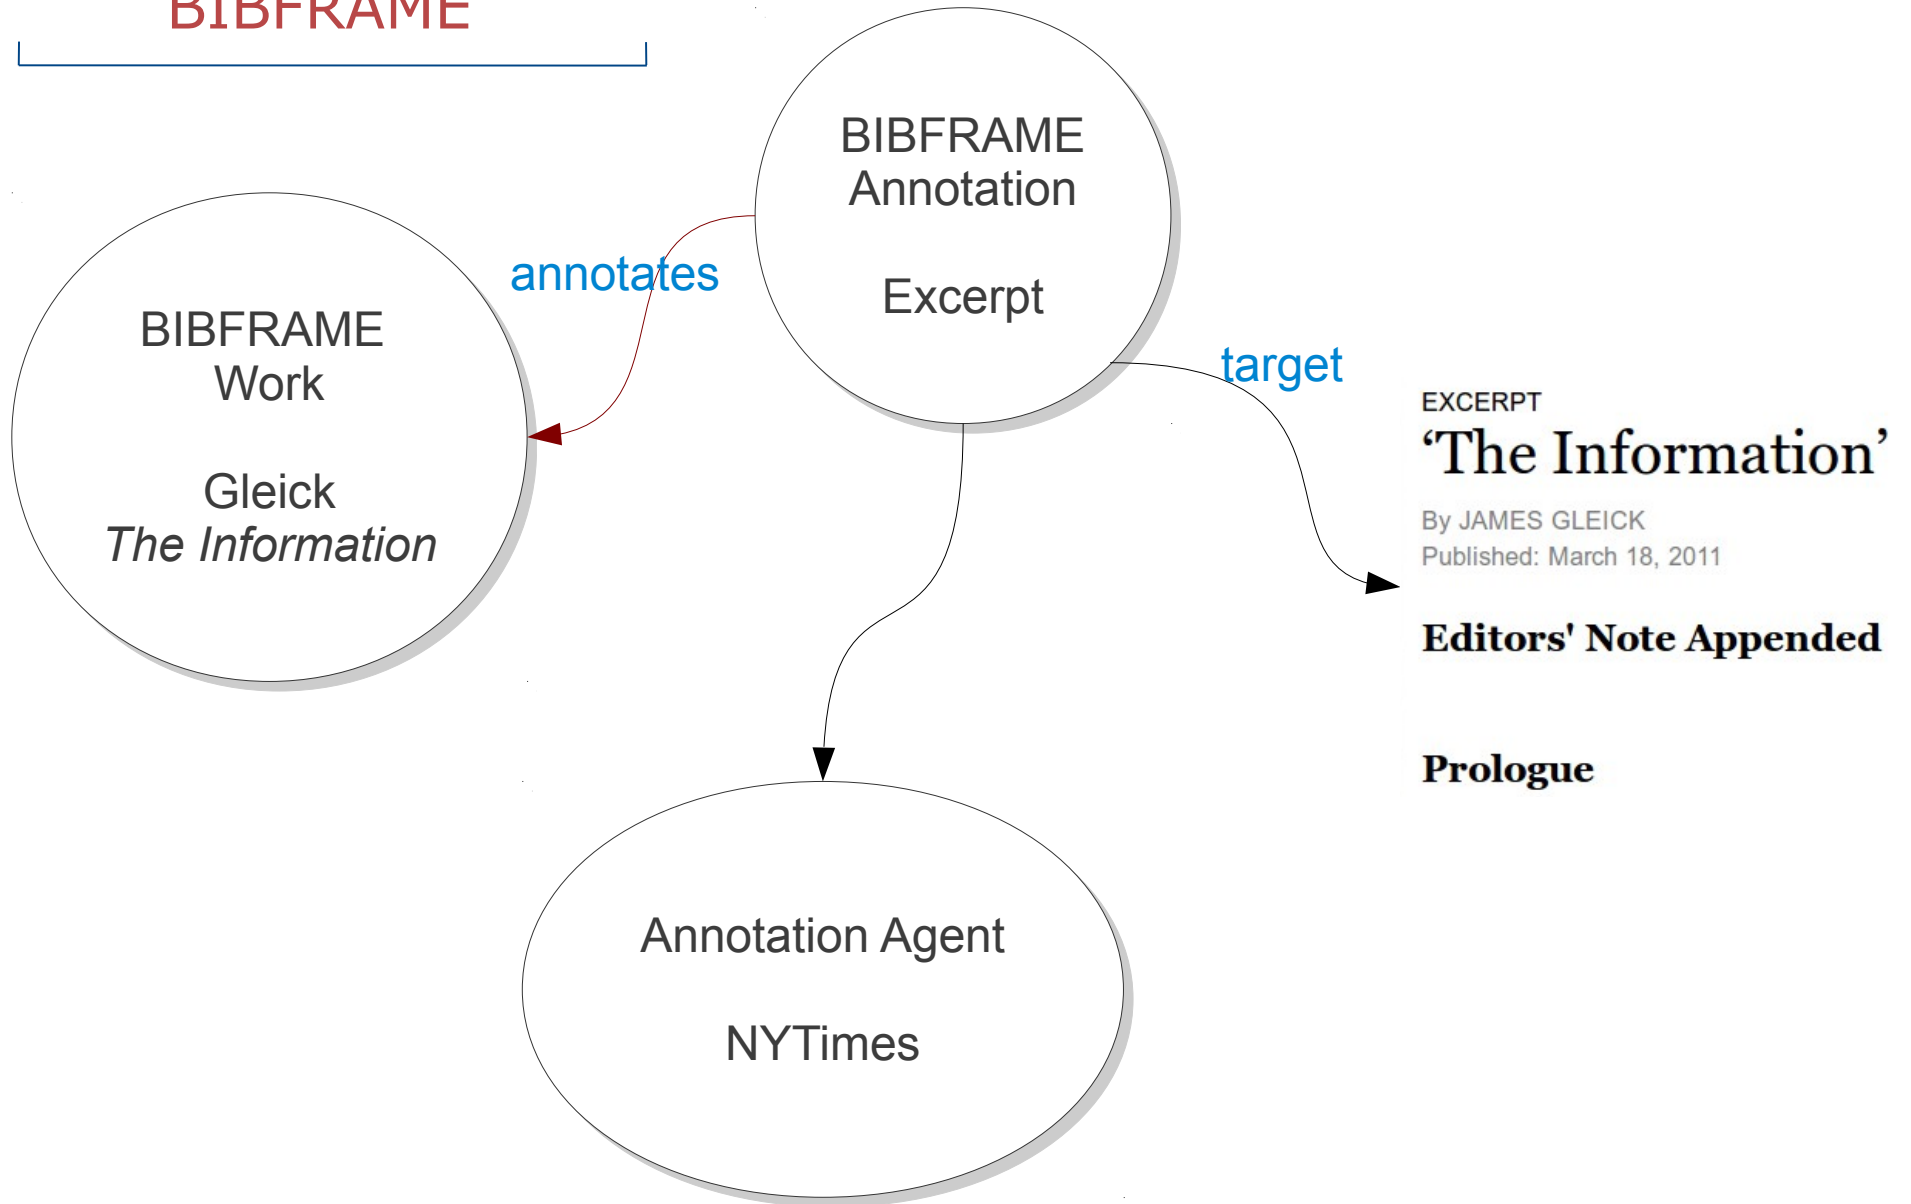 BIBFRAME
BIBFRAME
Annotation
Excerpt
annotates
BIBFRAME
Work
Gleick
The Information
target
EXCERPT
‘The Information’
By JAMES GLEICK
Published: March 18, 2011
Editors' Note Appended
Prologue
Annotation Agent
NYTimes